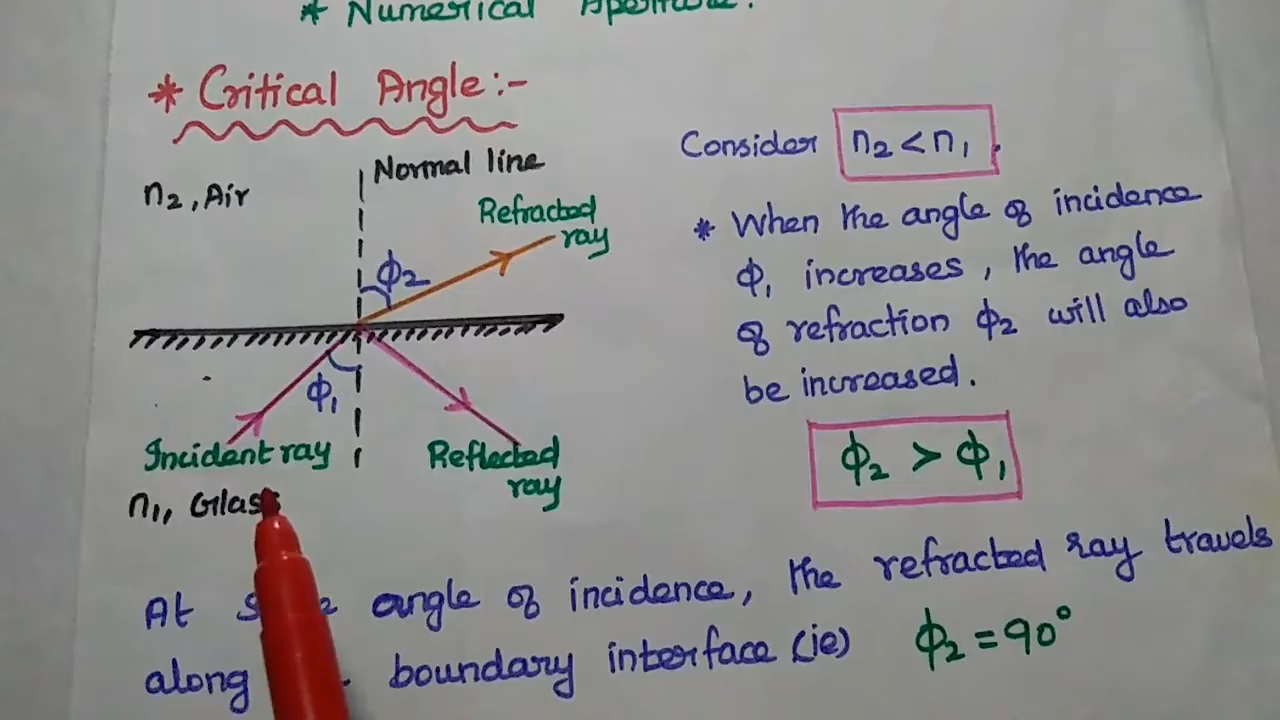 * Numerical Aperture.
* Critical Angle:-
Normal line
n2, Air
Refracted
ray
ϕ2
ϕ1
Incident ray
Reflected
ray
n1, Glass
Consider n2 < n1.
* When the angle of incidence
ϕ1 increases, the angle
of refraction ϕ2 will also
be increased.
ϕ2 > ϕ1
At angle of incidence, the refracted ray travels
along boundary interface (ie) ϕ2 = 90°